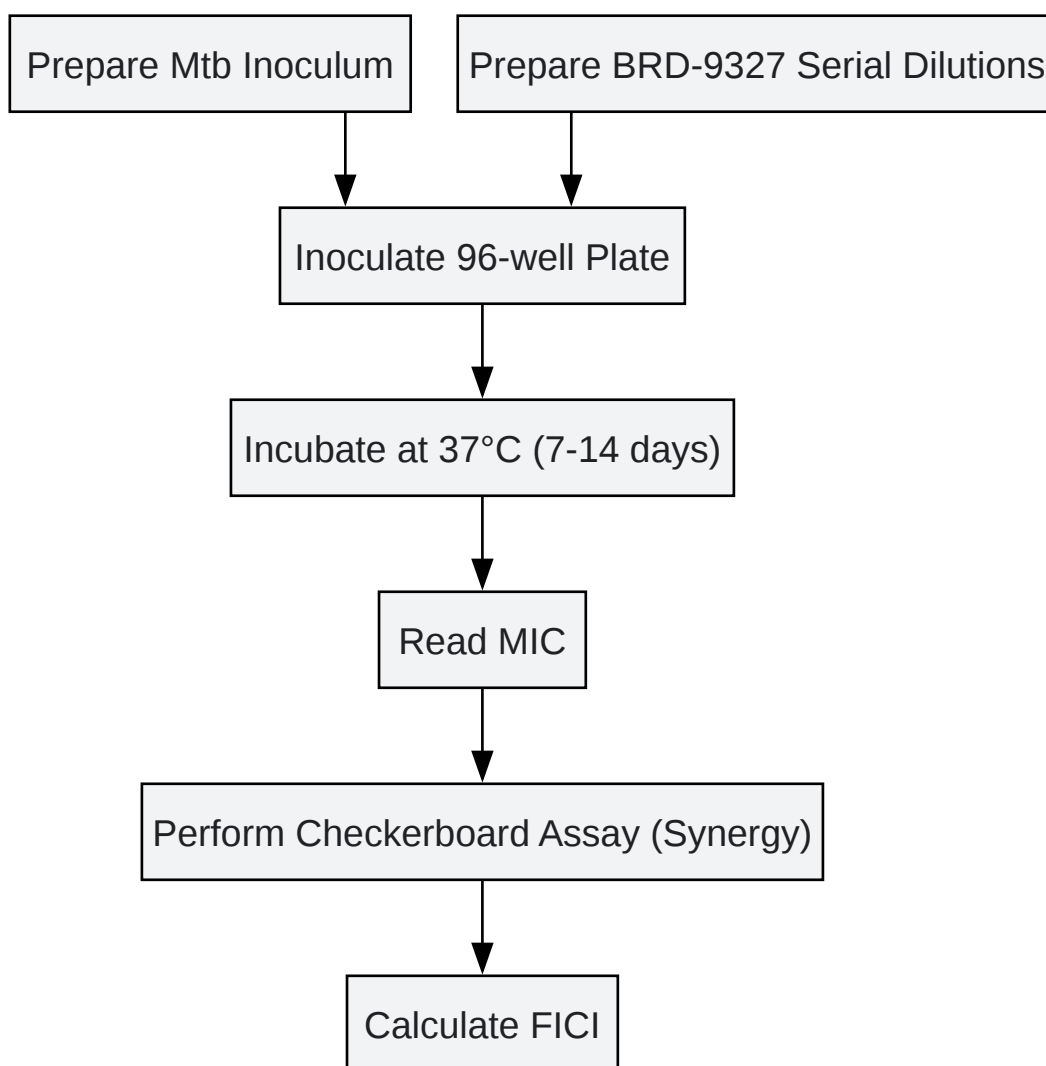 Prepare Mtb Inoculum
Prepare BRD-9327 Serial Dilutions
Inoculate 96-well Plate
Incubate at 37°C (7-14 days)
Read MIC
Perform Checkerboard Assay (Synergy)
Calculate FICI